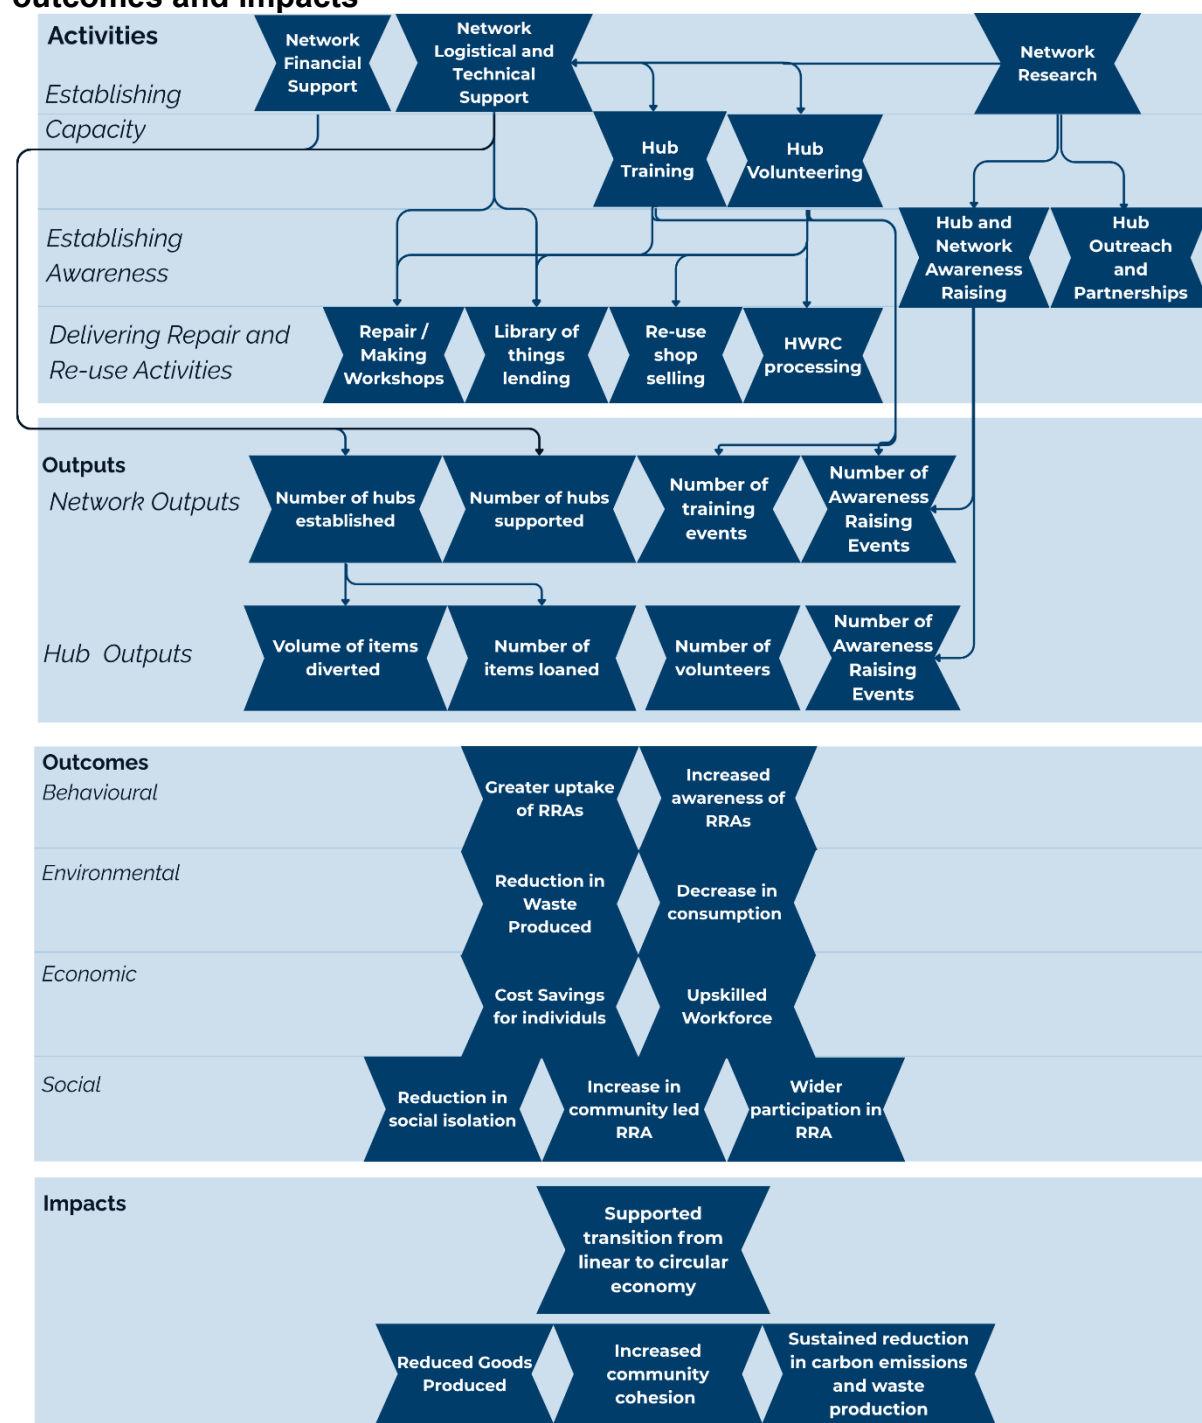 outcomes and impacts
Activities
Establishing
Capacity
Network
Financial
Support
Network
Logistical and
Technical
Support
Network
Research
Hub
Training
Hub
Volunteering
Establishing
Awareness
Hub and
Network
Awareness
Raising
Hub
Outreach
and
Partnerships
Delivering Repair and
Re-use Activities
Repair /
Making
Workshops
Library of
things
lending
Re-use
shop
selling
HWRC
processing
Outputs
Network Outputs
Number of hubs
established
Number of hubs
supported
Number of
training
events
Number of
Awareness
Raising
Events
Hub Outputs
Volume of items
diverted
Number of
items loaned
Number of
volunteers
Number of
Awareness
Raising
Events
Outcomes
Behavioural
Greater uptake
of RRAs
Increased
awareness of
RRAs
Environmental
Reduction in
Waste
Produced
Decrease in
consumption
Economic
Cost Savings
for individuls
Upskilled
Workforce
Social
Reduction in
social isolation
Increase in
community led
RRA
Wider
participation in
RRA
Impacts
Supported
transition from
linear to circular
economy
Reduced Goods
Produced
Increased
community
cohesion
Sustained reduction
in carbon emissions
and waste
production